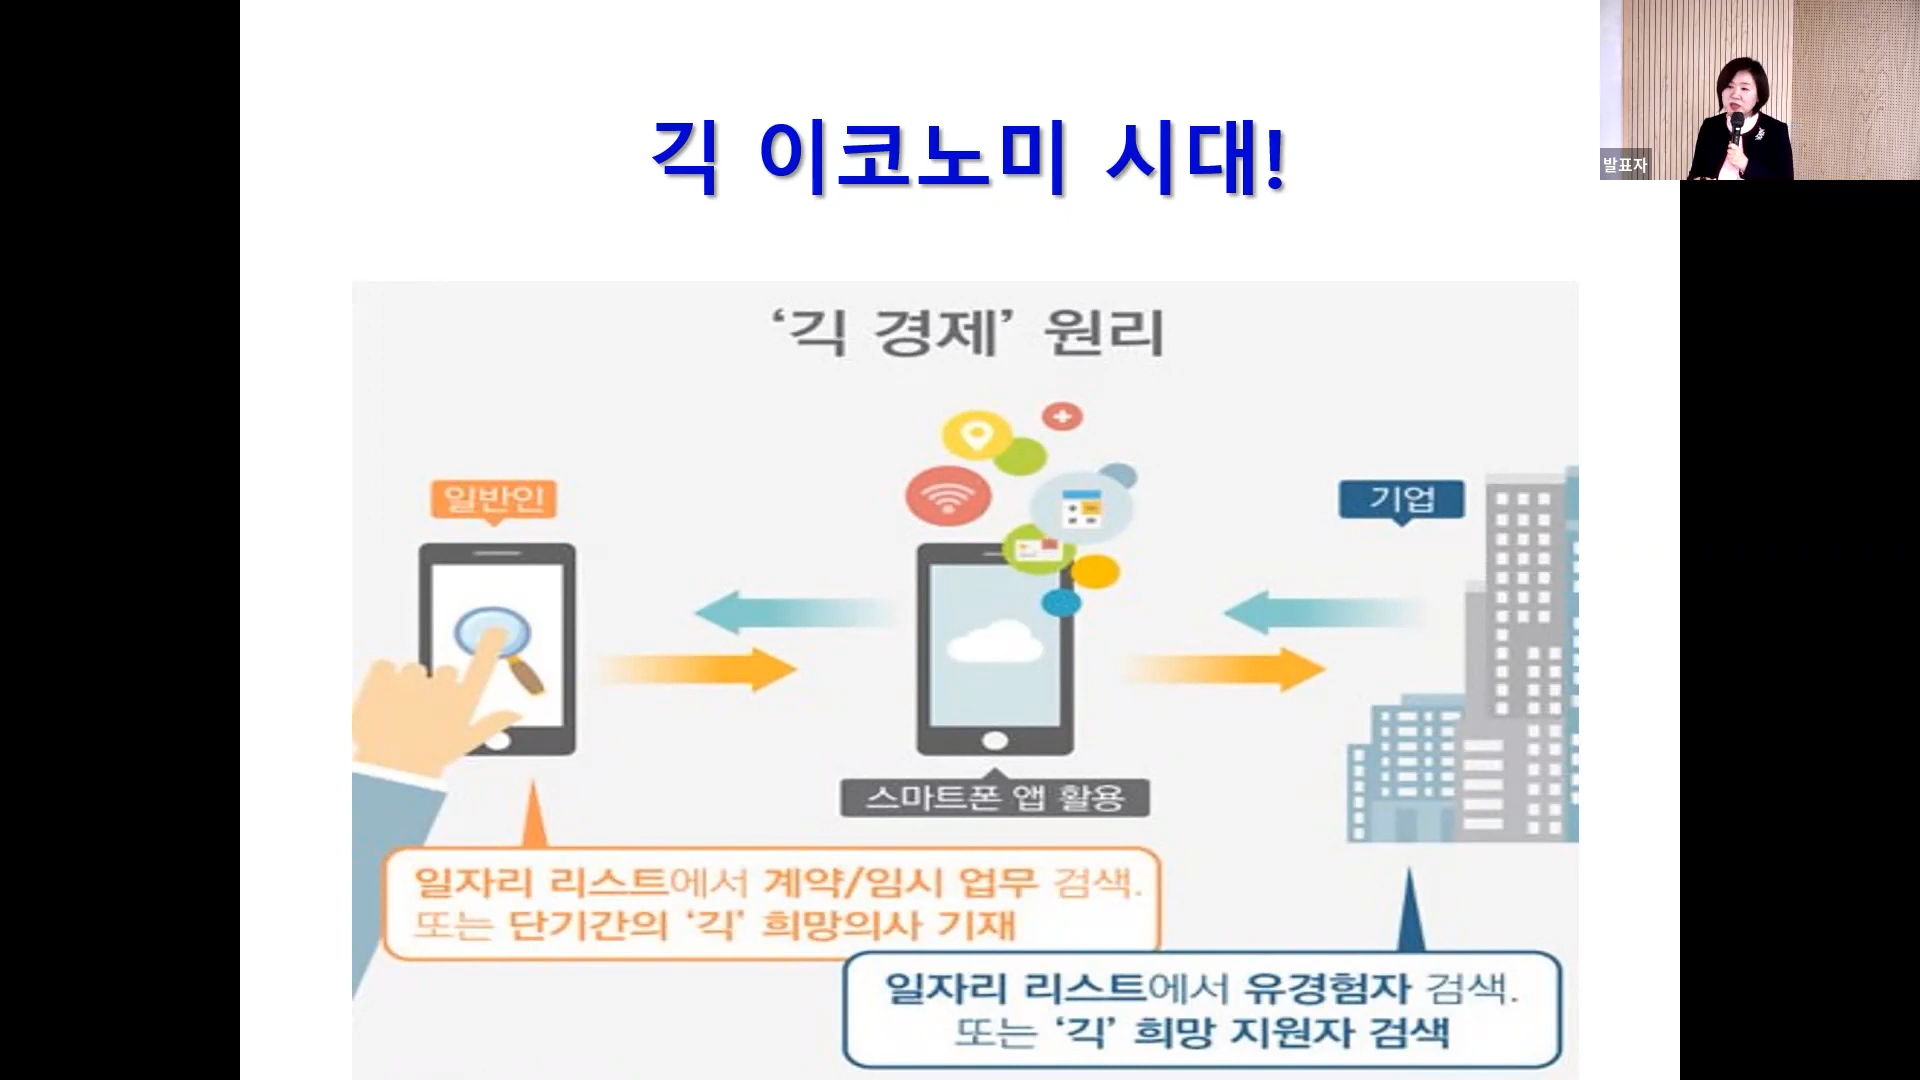 긱 이코노미 시대!
발표자
‘긱 경제’ 원리
일반인
기업
스마트폰 앱 활용
일자리 리스트에서 계약/임시 업무 검색.
또는 단기간의 ‘긱’ 희망의사 기재
일자리 리스트에서 유경험자 검색.
또는 ‘긱’ 희망 지원자 검색